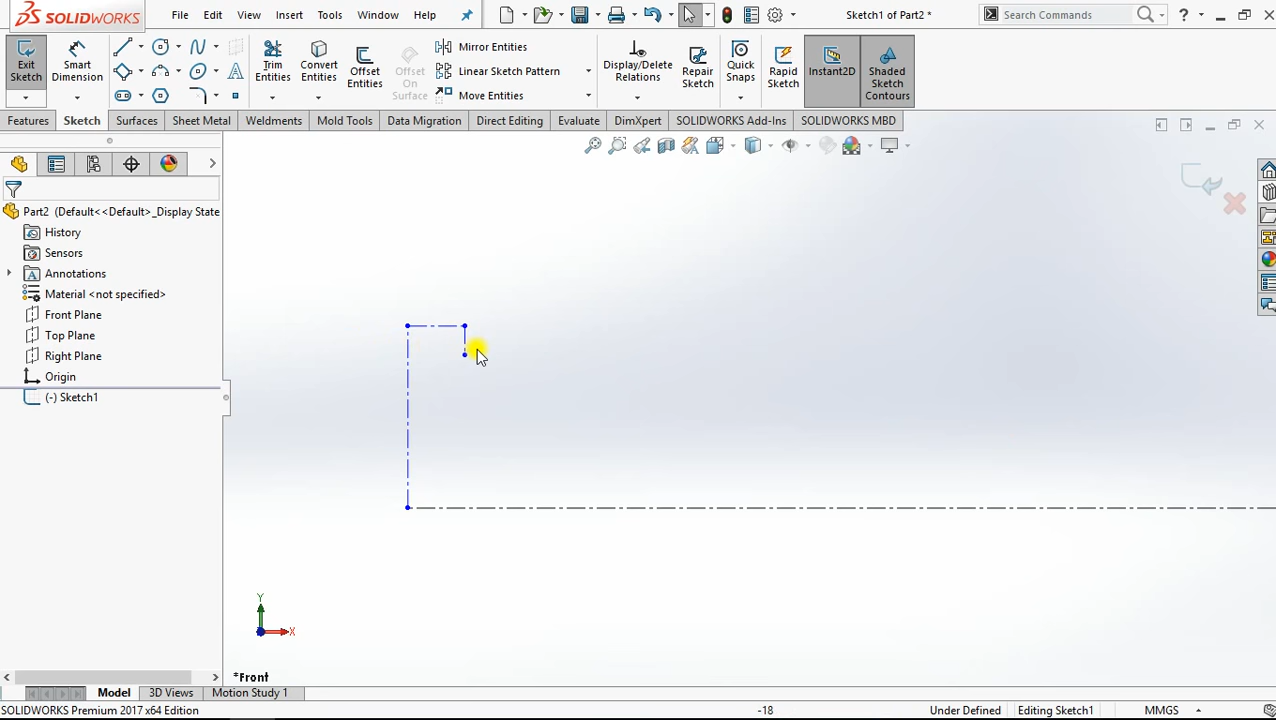 SOLIDWORKS File Edit View Insert Tools Window Help Sketch1 of Part2 * Search Commands ?
Exit Sketch
Smart Dimension
Trim Entities
Convert Entities
Offset Entities
Offset On Surface
Mirror Entities
Linear Sketch Pattern
Move Entities
Display/Delete Relations
Repair Sketch
Quick Snaps
Rapid Sketch
Instant2D
Shaded Sketch Contours
Features Sketch Surfaces Sheet Metal Weldments Mold Tools Data Migration Direct Editing Evaluate DimXpert SOLIDWORKS Add-Ins SOLIDWORKS MBD
Part2 (Default<<Default>_Display State
History
Sensors
Annotations
Material <not specified>
Front Plane
Top Plane
Right Plane
Origin
(-) Sketch1
Y
X
*Front
Model 3D Views Motion Study 1
SOLIDWORKS Premium 2017 x64 Edition -18 Under Defined Editing Sketch1 MMGS